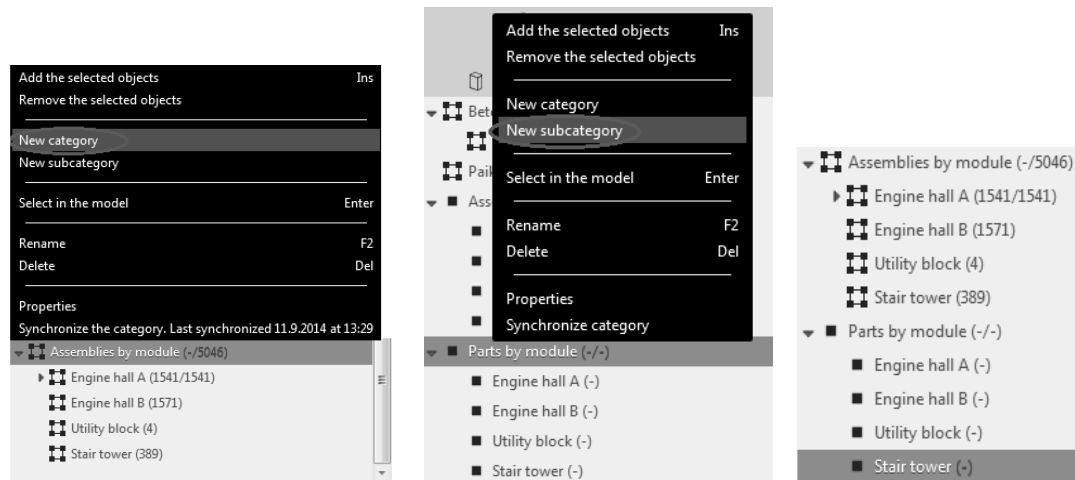 Add the selected objects Ins
Remove the selected objects
New category
New subcategory
Select in the model Enter
Rename F2
Delete Del
Properties
Synchronize the category. Last synchronized 11.9.2014 at 13:29
Assemblies by module (-/5046)
Engine hall A (1541/1541)
Engine hall B (1571)
Utility block (4)
Stair tower (389)
Add the selected objects Ins
Remove the selected objects
New category
New subcategory
Select in the model Enter
Rename F2
Delete Del
Properties
Synchronize category
Parts by module (-/-)
Engine hall A (-)
Engine hall B (-)
Utility block (-)
Stair tower (-)
Assemblies by module (-/5046)
Engine hall A (1541/1541)
Engine hall B (1571)
Utility block (4)
Stair tower (389)
Parts by module (-/-)
Engine hall A (-)
Engine hall B (-)
Utility block (-)
Stair tower (-)